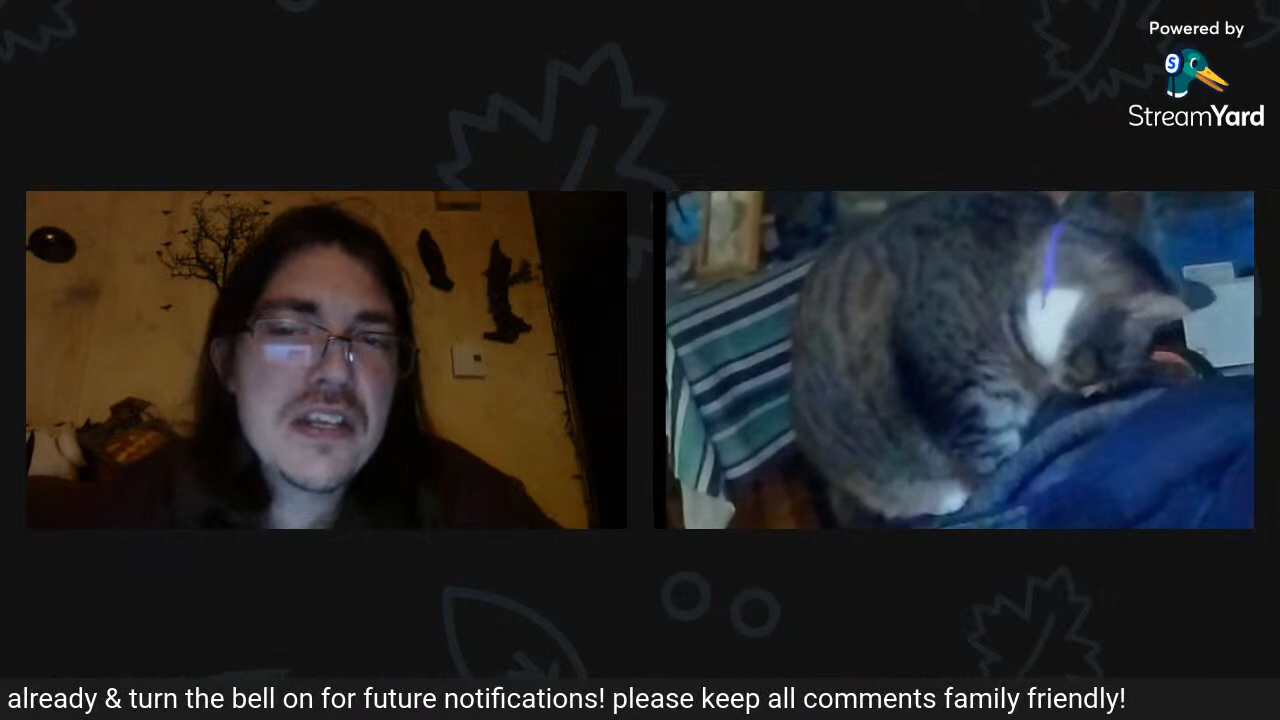 Powered by
S
StreamYard
already & turn the bell on for future notifications! please keep all comments family friendly!